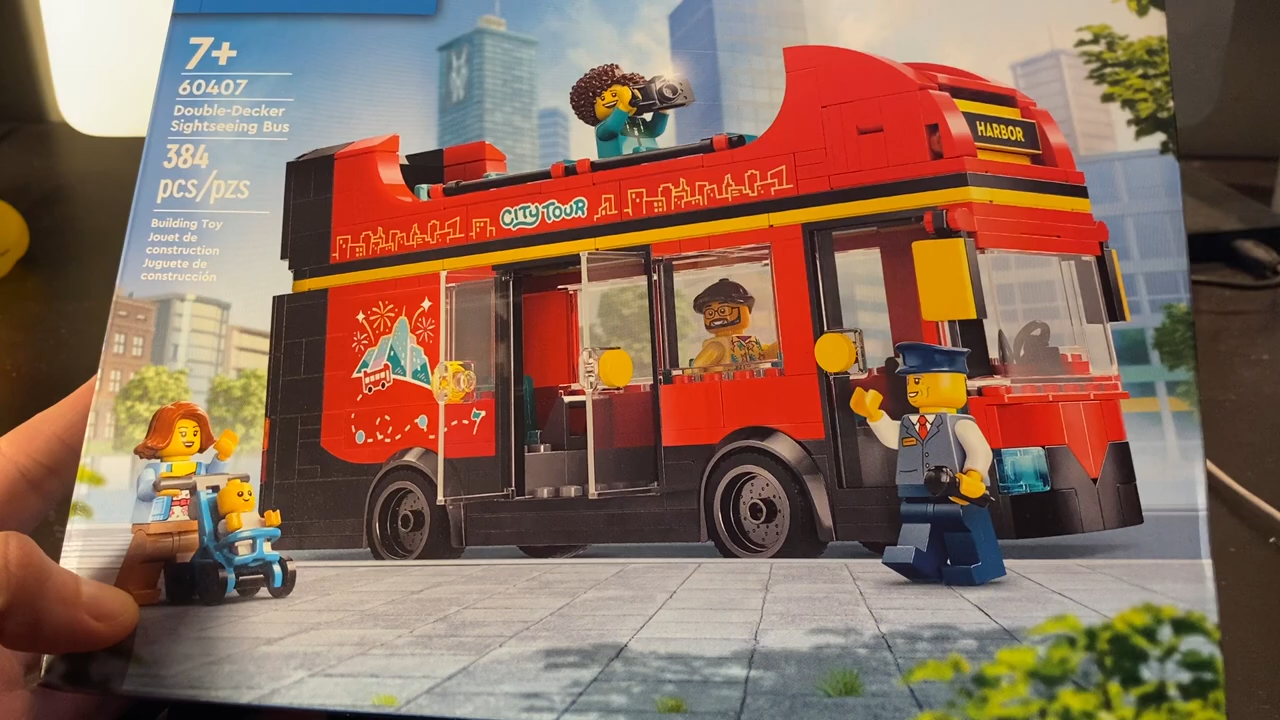 7+
60407
Double-Decker
Sightseeing Bus
384
pcs/pzs
Building Toy
Jouet de
construction
Juguete de
construcción
CITY TOUR
HARBOR